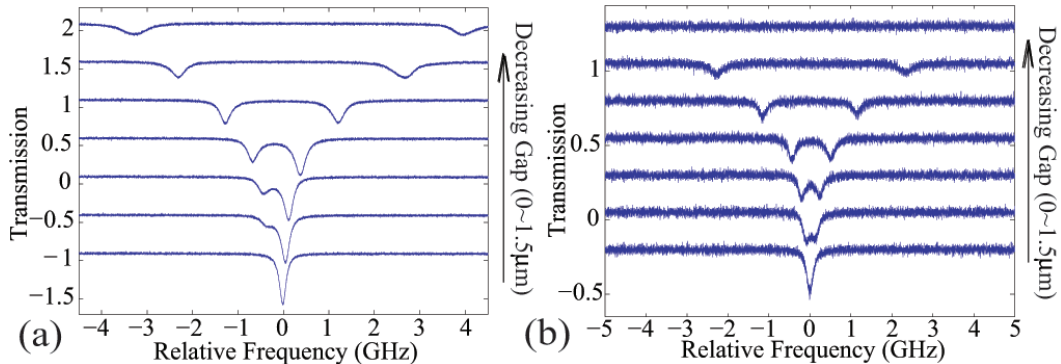 2
1.5
1
0.5
0
−0.5
−1
−1.5
Transmission
−4 −3 −2 −1 0 1 2 3 4
Relative Frequency (GHz)
(a)
Decreasing Gap (0~1.5μm)
1
0.5
0
−0.5
Transmission
−5 −4 −3 −2 −1 0 1 2 3 4 5
Relative Frequency (GHz)
(b)
Decreasing Gap (0~1.5μm)